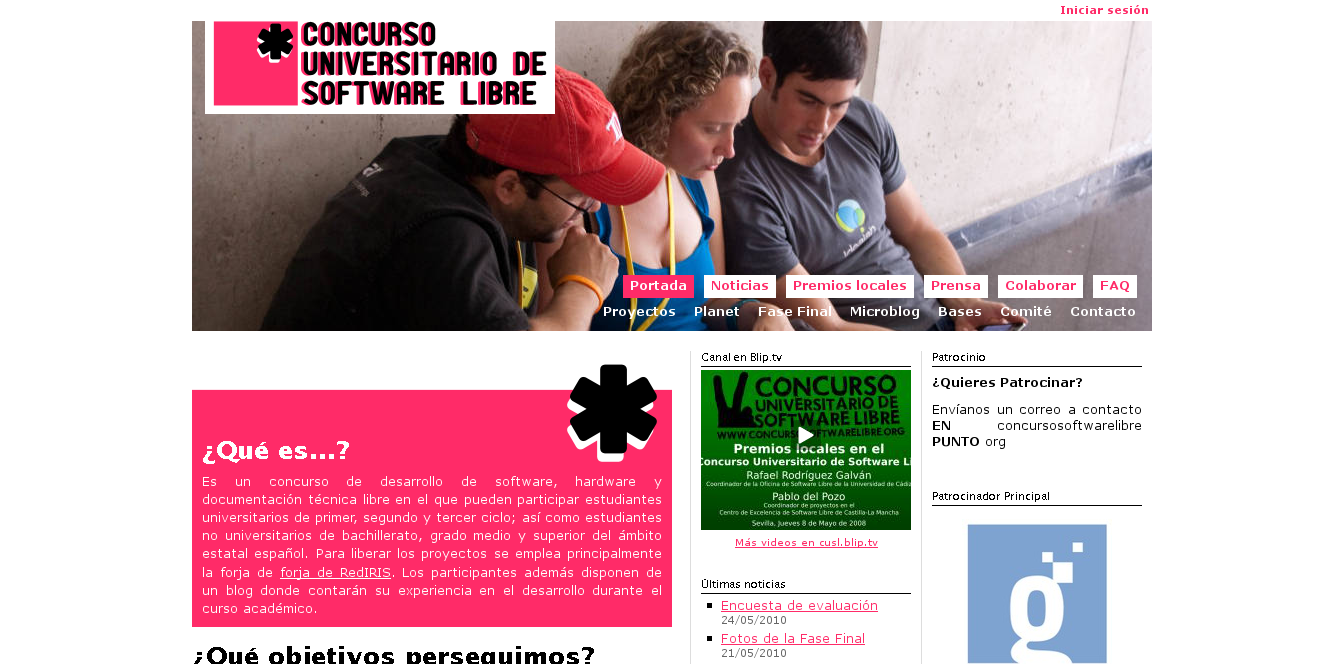 Iniciar sesión
CONCURSO
UNIVERSITARIO DE
SOFTWARE LIBRE
Portada Noticias Premios locales Prensa Colaborar FAQ
Proyectos Planet Fase Final Microblog Bases Comité Contacto
¿Qué es...?
Es un concurso de desarrollo de software, hardware y
documentación técnica libre en el que pueden participar estudiantes
universitarios de primer, segundo y tercer ciclo; así como estudiantes
no universitarios de bachillerato, grado medio y superior del ámbito
estatal español. Para liberar los proyectos se emplea principalmente
la forja de forja de RedIRIS. Los participantes además disponen de
un blog donde contarán su experiencia en el desarrollo durante el
curso académico.
¿Qué objetivos perseguimos?
Canal en Blip.tv
CONCURSO
UNIVERSITARIO DE
SOFTWARE LIBRE
WWW.CONCURSOSOFTWARELIBRE.ORG
Premios locales en el
Concurso Universitario de Software Li
Rafael Rodríguez Galván
Coordinador de la Oficina de Software Libre de la Universidad de Cádiz
Pablo del Pozo
Coordinador de proyectos en el
Centro de Excelencia de Software Libre de Castilla-La Mancha
Sevilla, Jueves 8 de Mayo de 2008
Más videos en cusl.blip.tv
Últimas noticias
Encuesta de evaluación
24/05/2010
Fotos de la Fase Final
21/05/2010
Patrocinio
¿Quieres Patrocinar?
Envíanos un correo a contacto
EN concursosoftwarelibre
PUNTO org
Patrocinador Principal
g